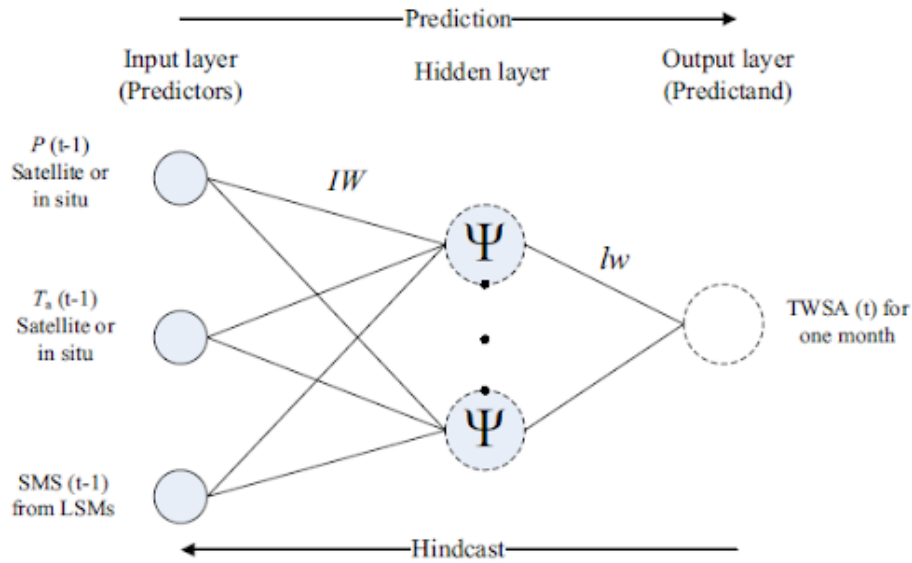 Prediction
Input layer
(Predictors)
Hidden layer
Output layer
(Predictand)
P (t-1)
Satellite or
in situ
IW
Ψ
Iw
Ta (t-1)
Satellite or
in situ
TWSA (t) for
one month
Ψ
SMS (t-1)
from LSMs
Hindcast